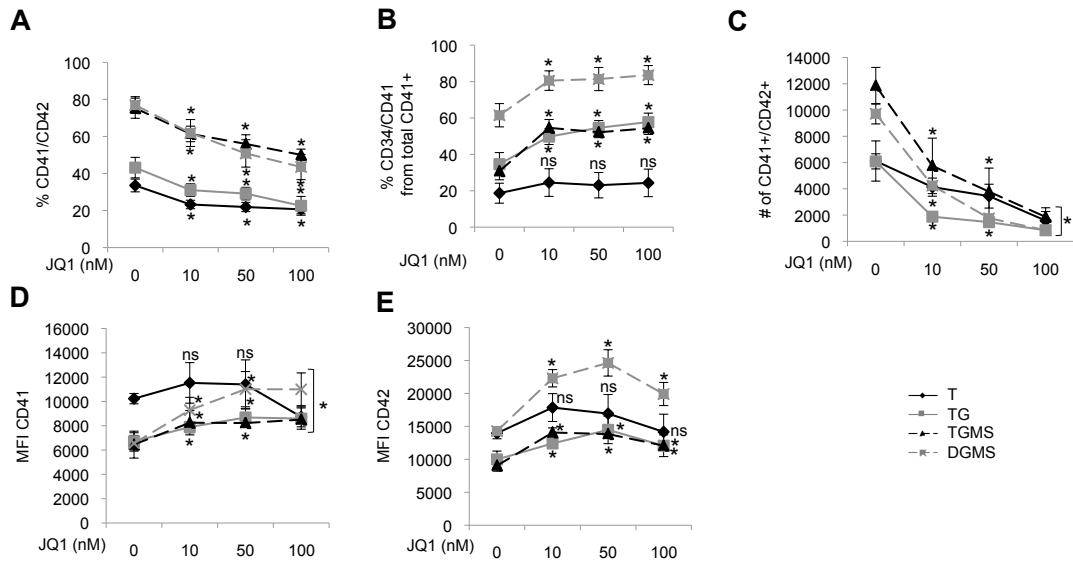 A
% CD41/CD42
100
80
60
40
20
0
* * *
* * *
* * *
* * *
JQ1 (nM)
0 10 50 100
B
% CD34/CD41
from total CD41+
100
80
60
40
20
0
* * *
* * *
* * *
ns ns ns
JQ1 (nM)
0 10 50 100
C
# of CD41+/CD42+
14000
12000
10000
8000
6000
4000
2000
0
* *
*
* *
*
JQ1 (nM)
0 10 50 100
D
MFI CD41
16000
14000
12000
10000
8000
6000
4000
2000
0
ns ns
* *
* *
* *
*
JQ1 (nM)
0 10 50 100
E
MFI CD42
30000
25000
20000
15000
10000
5000
0
* * *
ns ns ns
* * *
* * *
JQ1 (nM)
0 10 50 100
T
TG
TGMS
DGMS